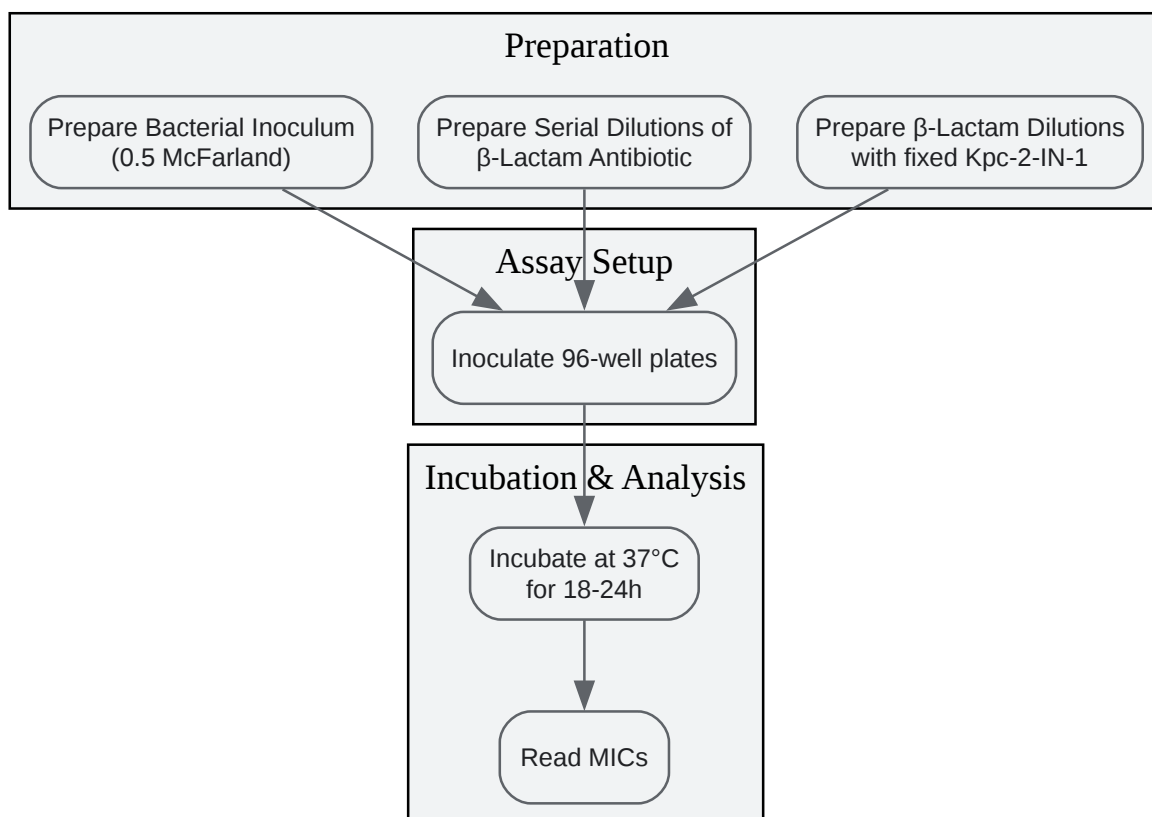 Preparation
Prepare Bacterial Inoculum
(0.5 McFarland)
Prepare Serial Dilutions of
β-Lactam Antibiotic
Prepare β-Lactam Dilutions
with fixed Kpc-2-IN-1
Assay Setup
Inoculate 96-well plates
Incubation & Analysis
Incubate at 37°C
for 18-24h
Read MICs